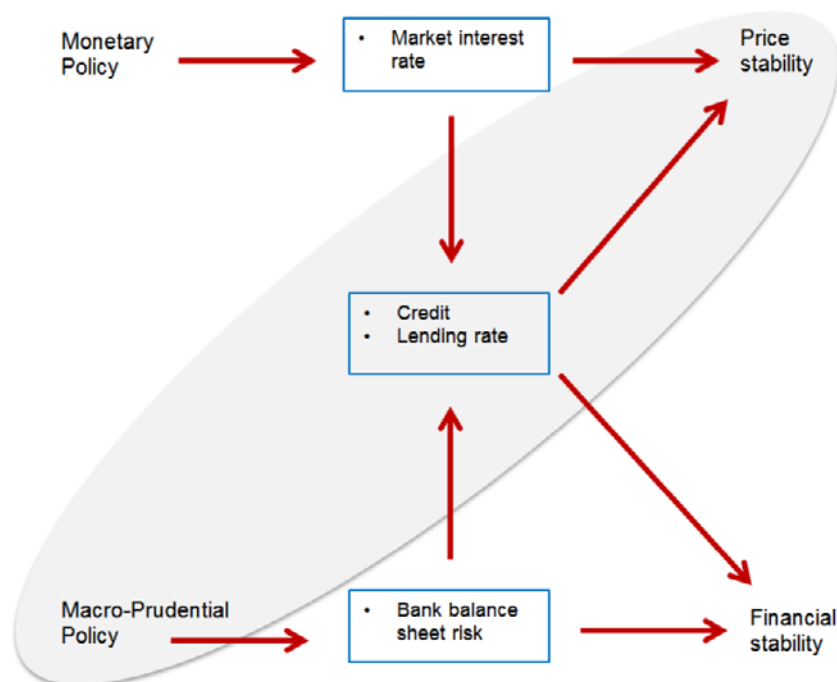 Monetary
Policy
• Market interest
rate
Price
stability
• Credit
• Lending rate
Macro-Prudential
Policy
• Bank balance
sheet risk
Financial
stability